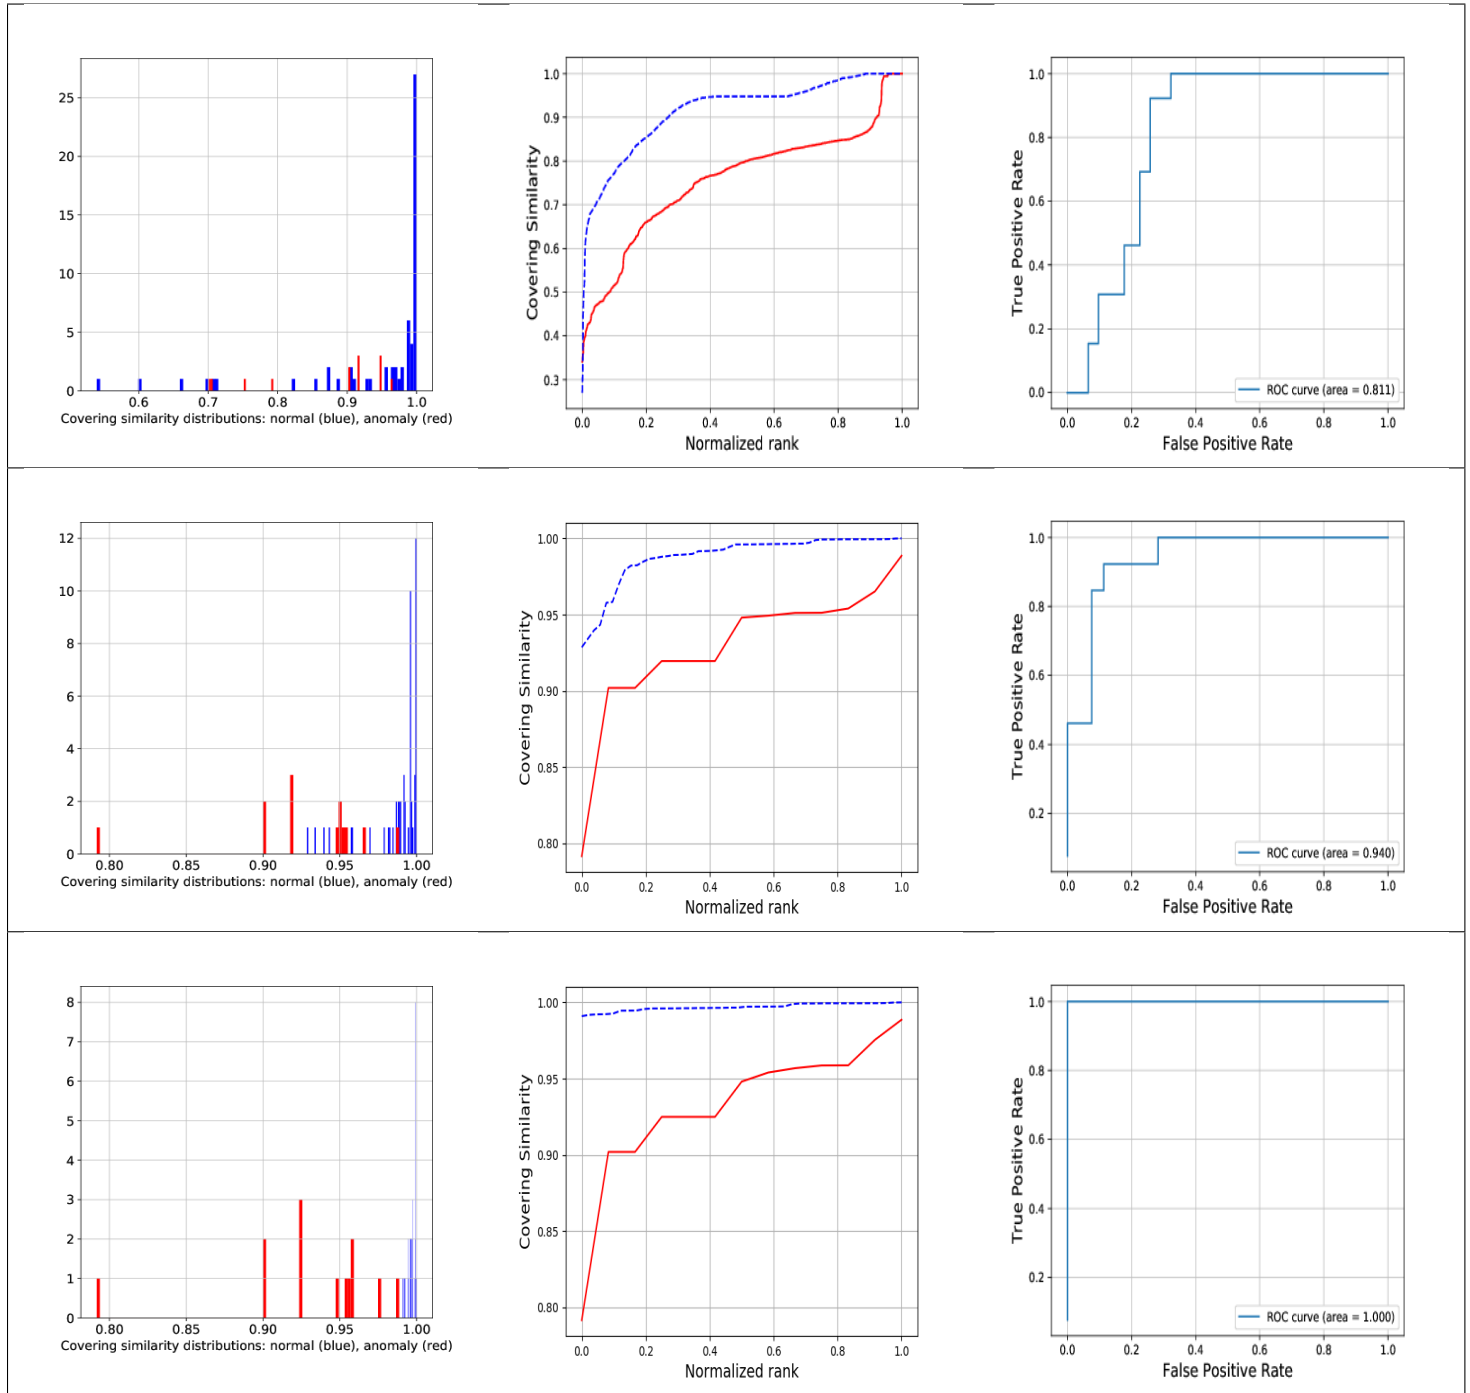 25
20
15
10
5
0
0.6 0.7 0.8 0.9 1.0
Covering similarity distributions: normal (blue), anomaly (red)
1.0
0.9
0.8
0.7
0.6
0.5
0.4
0.3
Covering Similarity
0.0 0.2 0.4 0.6 0.8 1.0
Normalized rank
1.0
0.8
0.6
0.4
0.2
0.0
True Positive Rate
ROC curve (area = 0.811)
0.0 0.2 0.4 0.6 0.8 1.0
False Positive Rate
12
10
8
6
4
2
0
0.80 0.85 0.90 0.95 1.00
Covering similarity distributions: normal (blue), anomaly (red)
1.00
0.95
0.90
0.85
0.80
Covering Similarity
0.0 0.2 0.4 0.6 0.8 1.0
Normalized rank
1.0
0.8
0.6
0.4
0.2
True Positive Rate
ROC curve (area = 0.940)
0.0 0.2 0.4 0.6 0.8 1.0
False Positive Rate
8
7
6
5
4
3
2
1
0
0.80 0.85 0.90 0.95 1.00
Covering similarity distributions: normal (blue), anomaly (red)
1.00
0.95
0.90
0.85
0.80
Covering Similarity
0.0 0.2 0.4 0.6 0.8 1.0
Normalized rank
1.0
0.8
0.6
0.4
0.2
True Positive Rate
ROC curve (area = 1.000)
0.0 0.2 0.4 0.6 0.8 1.0
False Positive Rate